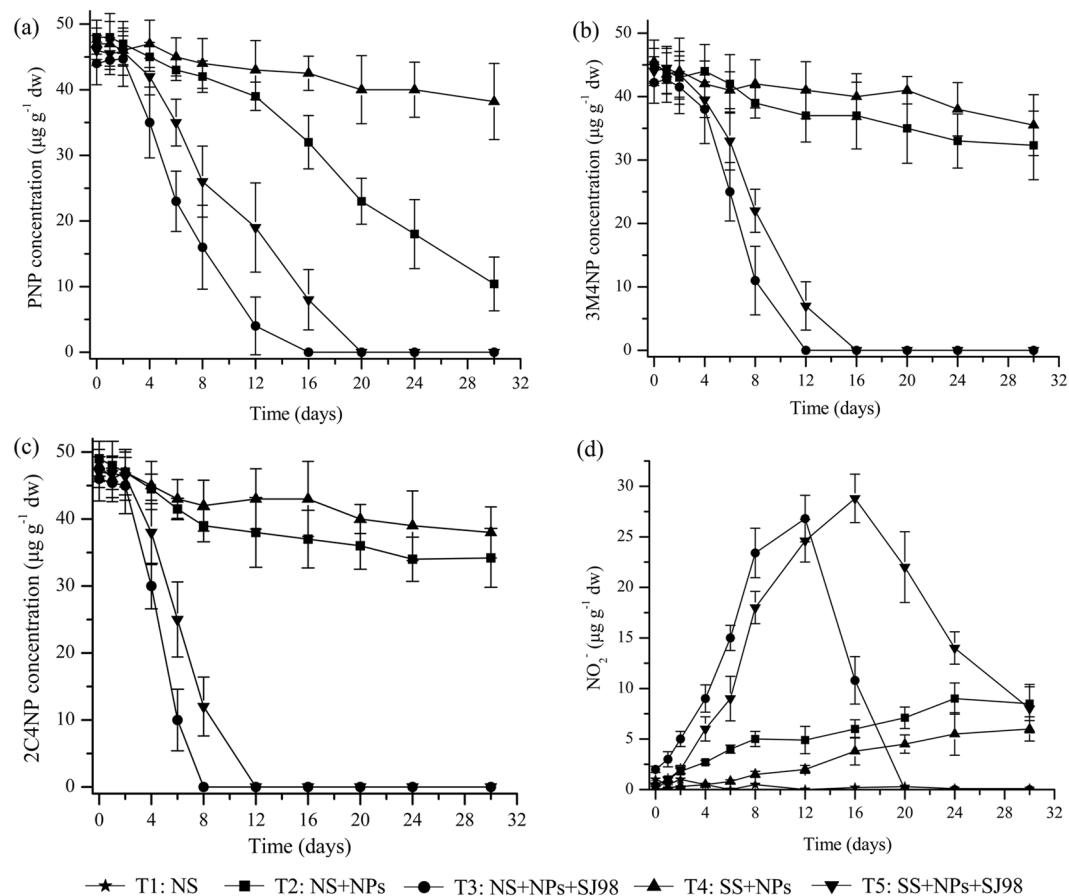 (a)
PNP concentration (µg g⁻¹ dw)
50
40
30
20
10
0
0 4 8 12 16 20 24 28 32
Time (days)
(b)
3M4NP concentration (µg g⁻¹ dw)
50
40
30
20
10
0
0 4 8 12 16 20 24 28 32
Time (days)
(c)
2C4NP concentration (µg g⁻¹ dw)
50
40
30
20
10
0
0 4 8 12 16 20 24 28 32
Time (days)
(d)
NO₂⁻ (µg g⁻¹ dw)
30
25
20
15
10
5
0
0 4 8 12 16 20 24 28 32
Time (days)
T1: NS T2: NS+NPs T3: NS+NPs+SJ98 T4: SS+NPs T5: SS+NPs+SJ98